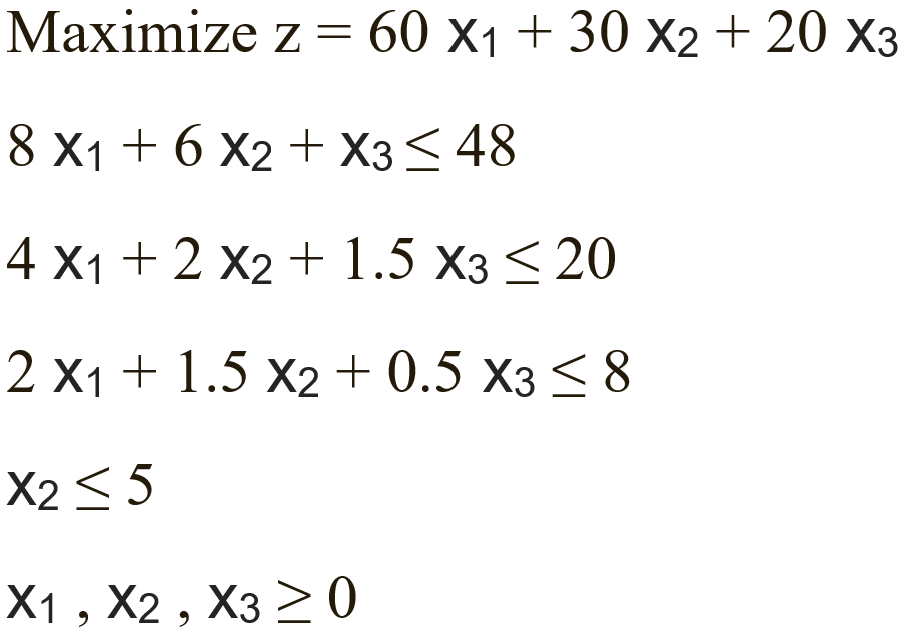 Maximize z = 60 x₁ + 30 x₂ + 20 x₃
8 x₁ + 6 x₂ + x₃ ≤ 48
4 x₁ + 2 x₂ + 1.5 x₃ ≤ 20
2 x₁ + 1.5 x₂ + 0.5 x₃ ≤ 8
x₂ ≤ 5
x₁ , x₂ , x₃ ≥ 0